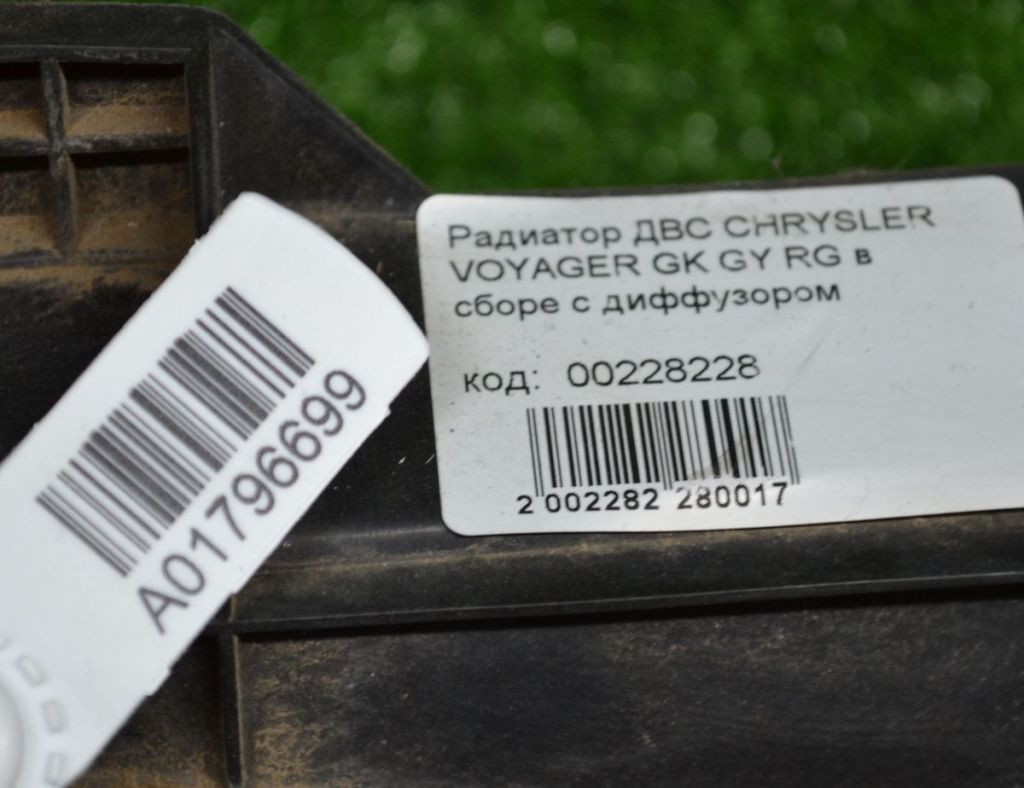 Радиатор ДВС CHRYSLER
VOYAGER GK GY RG в
сборе с диффузором
код: 00228228
2 002282 280017
A01796699